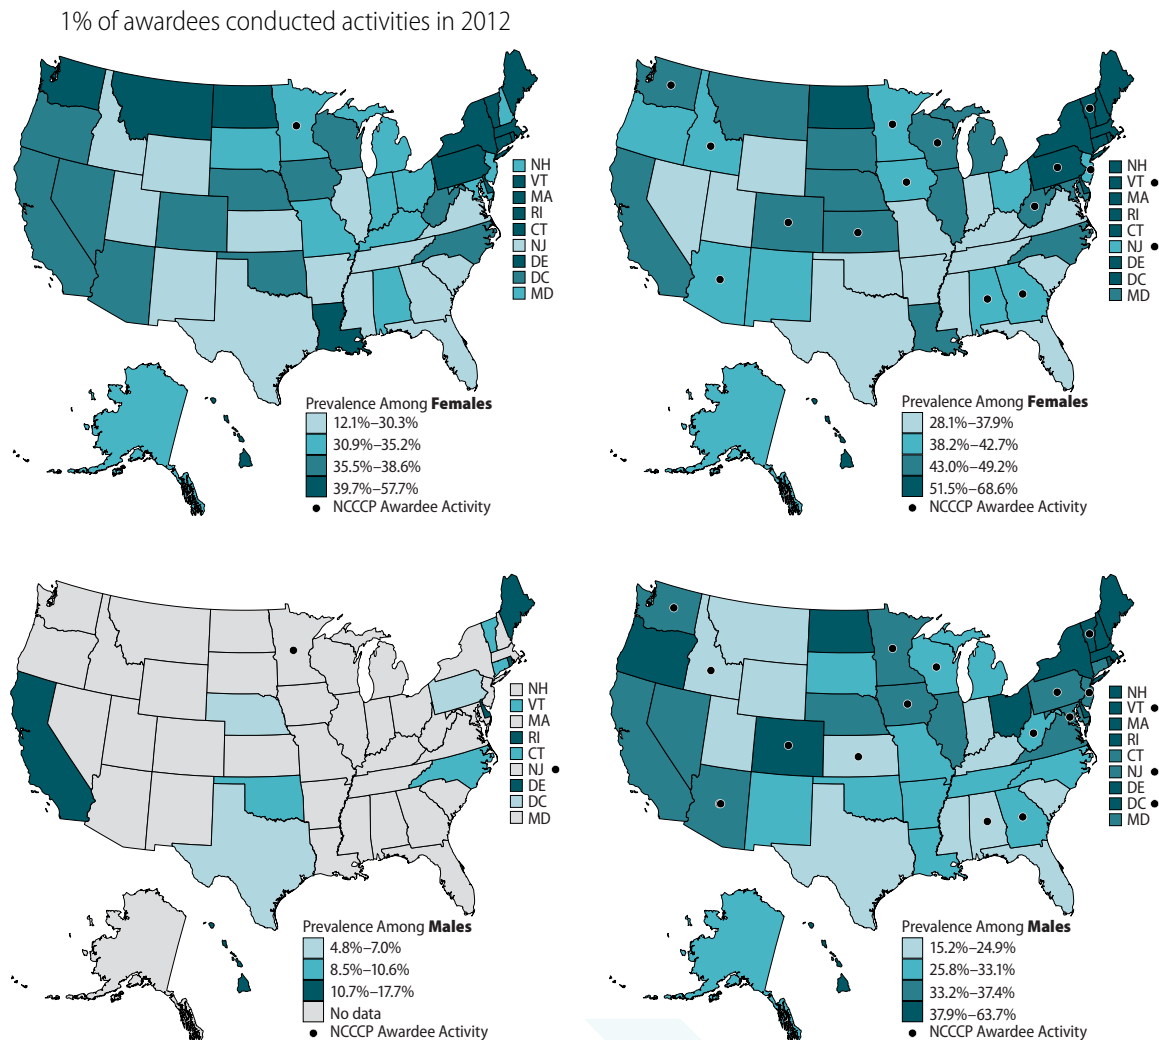 1% of awardees conducted activities in 2012
NH
VT
MA
RI
CT
NJ
DE
DC
MD
Prevalence Among Females
12.1%–30.3%
30.9%–35.2%
35.5%–38.6%
39.7%–57.7%
NCCCP Awardee Activity
NH
VT
MA
RI
CT
NJ
DE
DC
MD
Prevalence Among Females
28.1%–37.9%
38.2%–42.7%
43.0%–49.2%
51.5%–68.6%
NCCCP Awardee Activity
NH
VT
MA
RI
CT
NJ
DE
DC
MD
Prevalence Among Males
4.8%–7.0%
8.5%–10.6%
10.7%–17.7%
No data
NCCCP Awardee Activity
NH
VT
MA
RI
CT
NJ
DE
DC
MD
Prevalence Among Males
15.2%–24.9%
25.8%–33.1%
33.2%–37.4%
37.9%–63.7%
NCCCP Awardee Activity